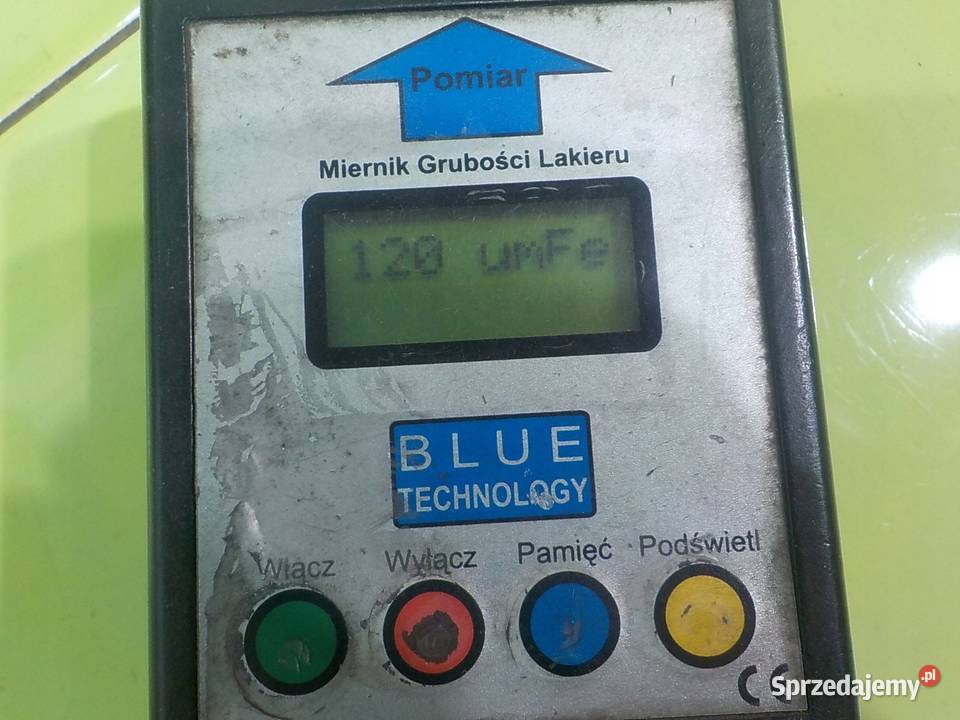 Pomiar
Miernik Grubości Lakieru
120 umFe
BLUE
TECHNOLOGY
Włącz Wyłącz Pamięć Podświetl
CE
Sprzedajemy.pl